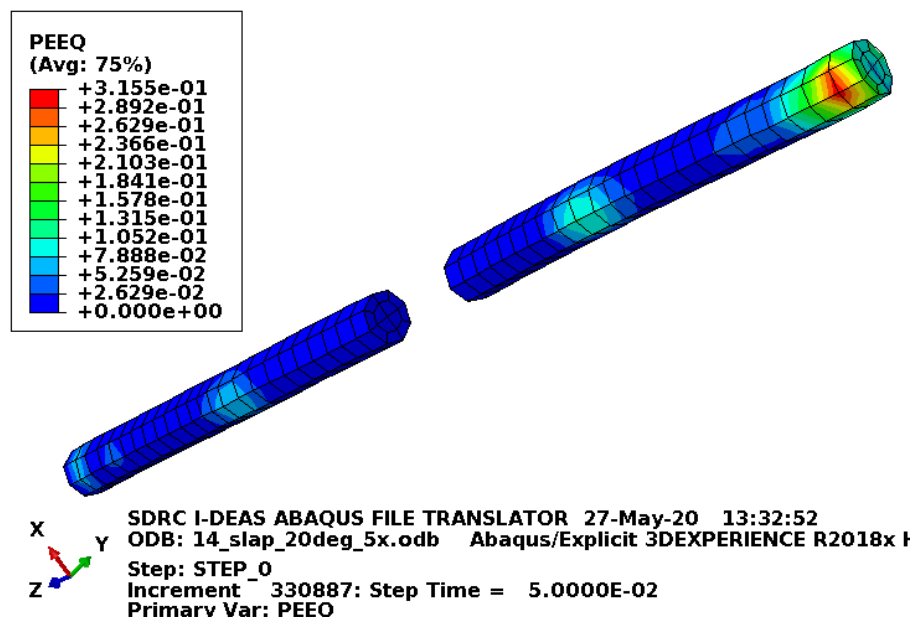 PEEQ
(Avg: 75%)
+3.155e-01
+2.892e-01
+2.629e-01
+2.366e-01
+2.103e-01
+1.841e-01
+1.578e-01
+1.315e-01
+1.052e-01
+7.888e-02
+5.259e-02
+2.629e-02
+0.000e+00
X
Y
Z
SDRC I-DEAS ABAQUS FILE TRANSLATOR 27-May-20 13:32:52
ODB: 14_slap_20deg_5x.odb Abaqus/Explicit 3DEXPERIENCE R2018x H
Step: STEP_0
Increment 330887: Step Time = 5.0000E-02
Primary Var: PEEQ